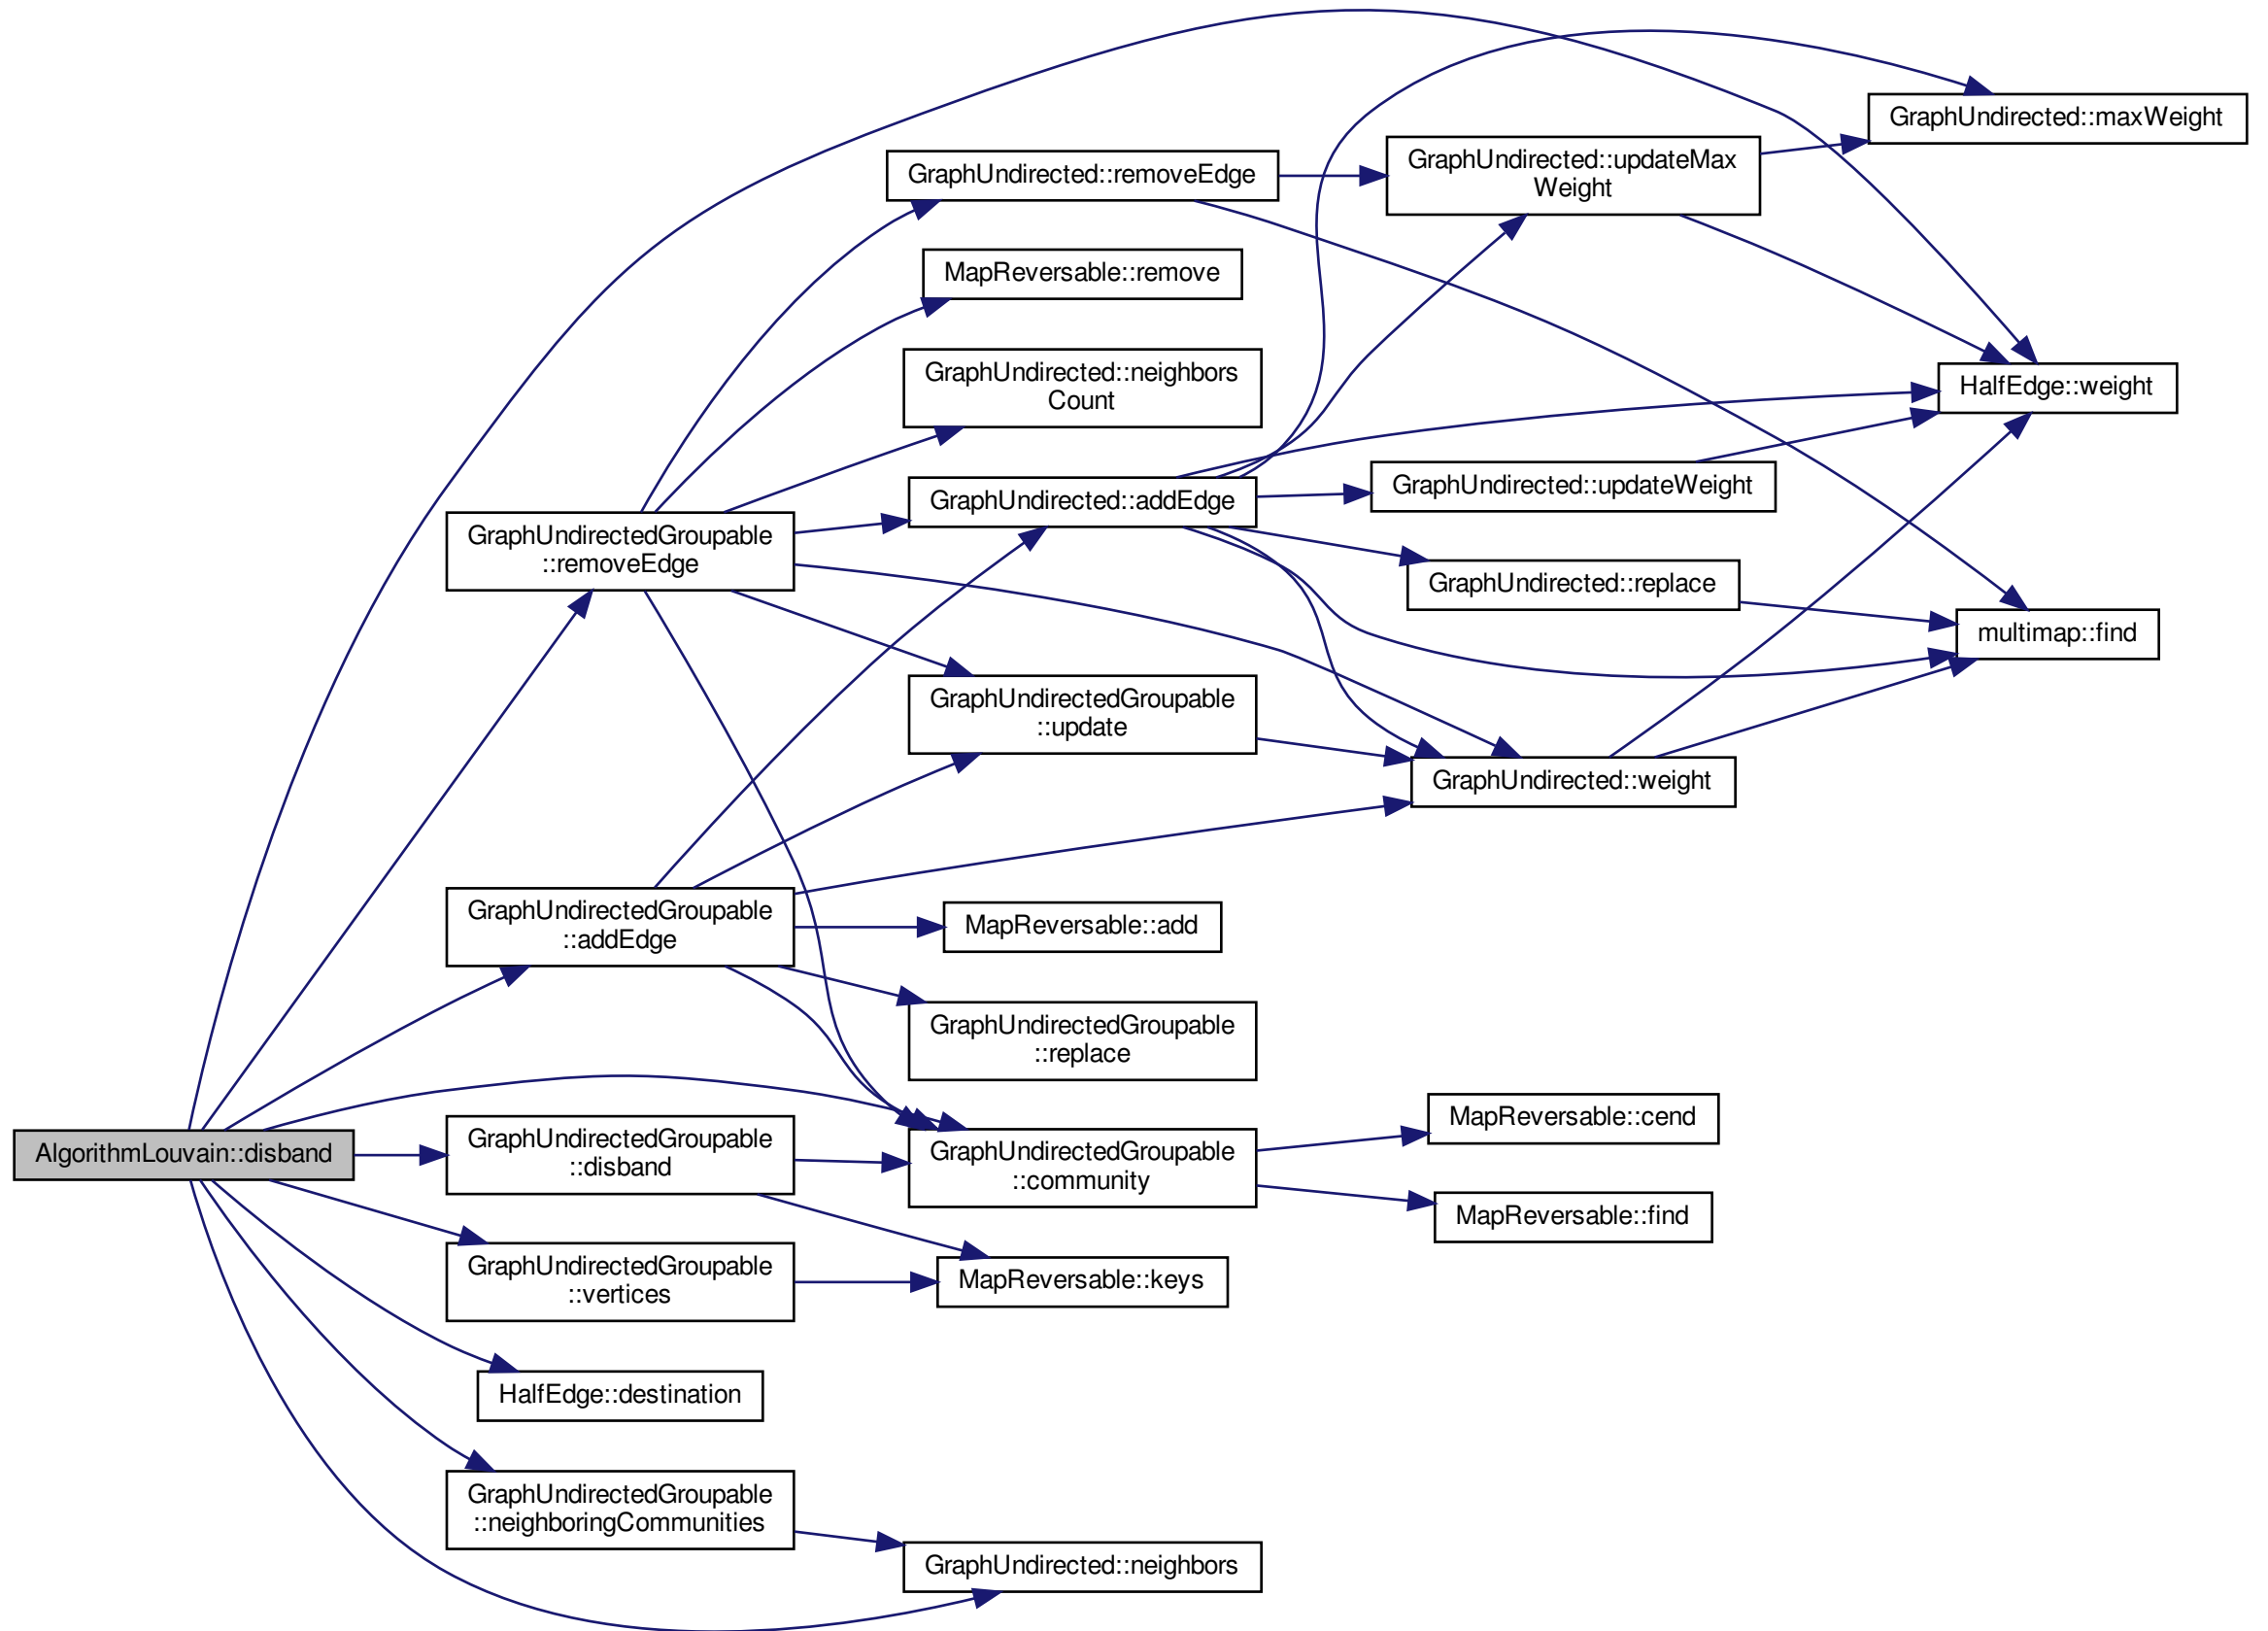 GraphUndirected::maxWeight
GraphUndirected::removeEdge
GraphUndirected::updateMax
Weight
MapReversable::remove
GraphUndirected::neighbors
Count
HalfEdge::weight
GraphUndirected::addEdge
GraphUndirected::updateWeight
GraphUndirectedGroupable
::removeEdge
GraphUndirected::replace
multimap::find
GraphUndirectedGroupable
::update
GraphUndirected::weight
GraphUndirectedGroupable
::addEdge
MapReversable::add
GraphUndirectedGroupable
::replace
AlgorithmLouvain::disband
GraphUndirectedGroupable
::disband
GraphUndirectedGroupable
::community
MapReversable::cend
MapReversable::find
GraphUndirectedGroupable
::vertices
MapReversable::keys
HalfEdge::destination
GraphUndirectedGroupable
::neighboringCommunities
GraphUndirected::neighbors